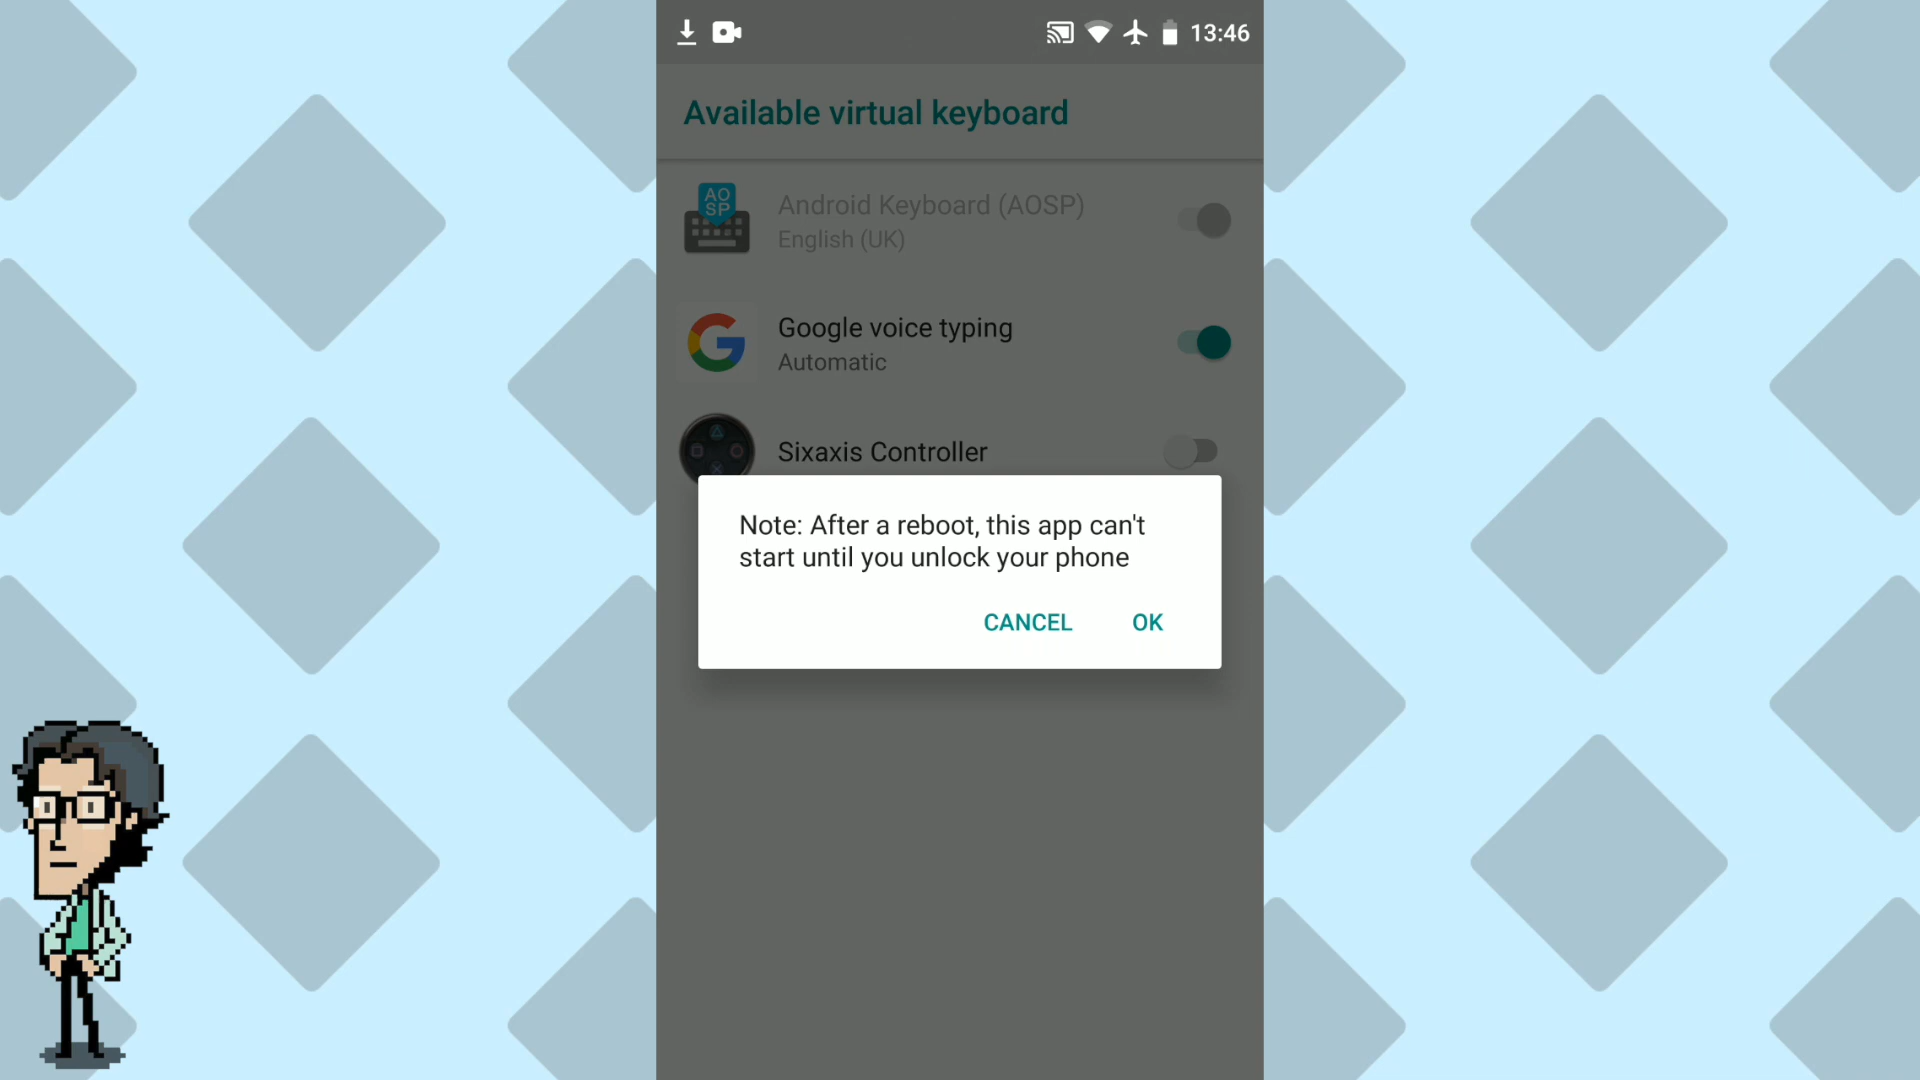 13:46
Available virtual keyboard
AO
SP
Android Keyboard (AOSP)
English (UK)
Google voice typing
Automatic
Sixaxis Controller
Note: After a reboot, this app can't
start until you unlock your phone
CANCEL OK